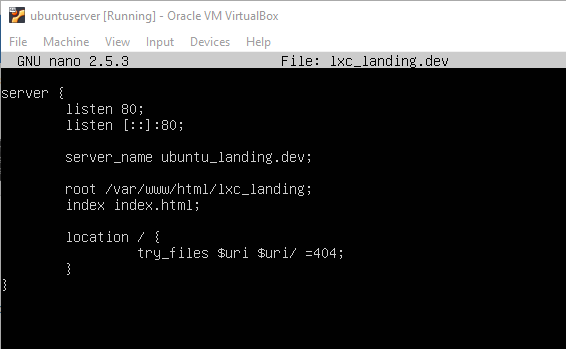 ubuntuserver [Running] - Oracle VM VirtualBox
File Machine View Input Devices Help
GNU nano 2.5.3 File: lxc_landing.dev
server {
listen 80;
listen [::]:80;
server_name ubuntu_landing.dev;
root /var/www/html/lxc_landing;
index index.html;
location / {
try_files $uri $uri/ =404;
}
}